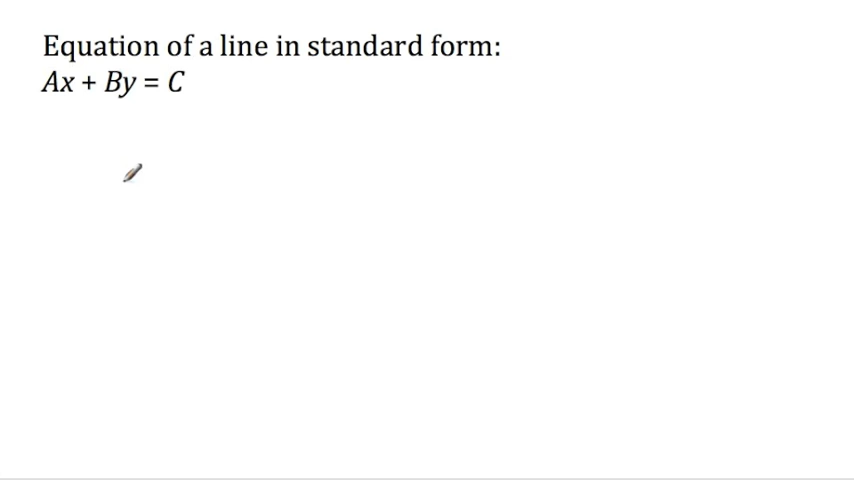 Equation of a line in standard form:
Ax + By = C